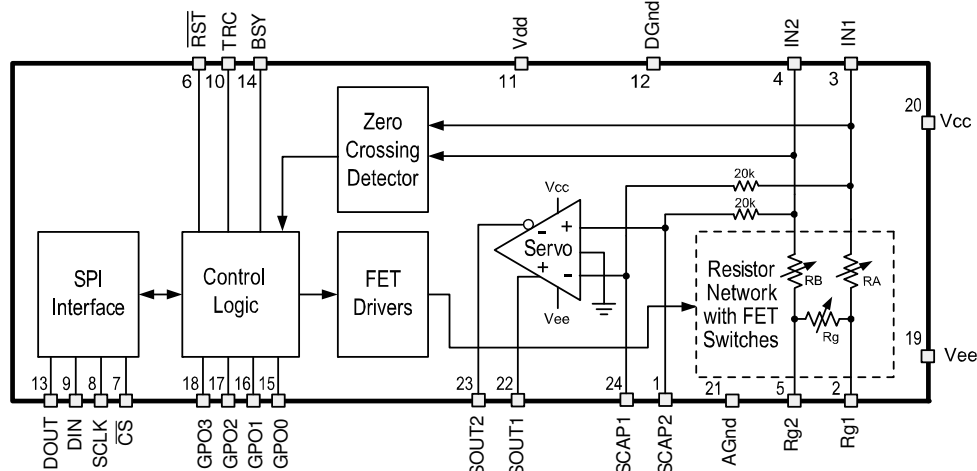 RST
TRC
BSY
Vdd
DGnd
IN2
IN1
6
10
14
11
12
4
3
20
Vcc
Zero
Crossing
Detector
20k
20k
Vcc
-
+
Servo
+
-
Vee
SPI
Interface
Control
Logic
FET
Drivers
Resistor
Network
with FET
Switches
RB
RA
Rg
19
Vee
13
9
8
7
18
17
16
15
23
22
24
1
21
5
2
DOUT
DIN
SCLK
CS
GPO3
GPO2
GPO1
GPO0
SOUT2
SOUT1
SCAP1
SCAP2
AGnd
Rg2
Rg1